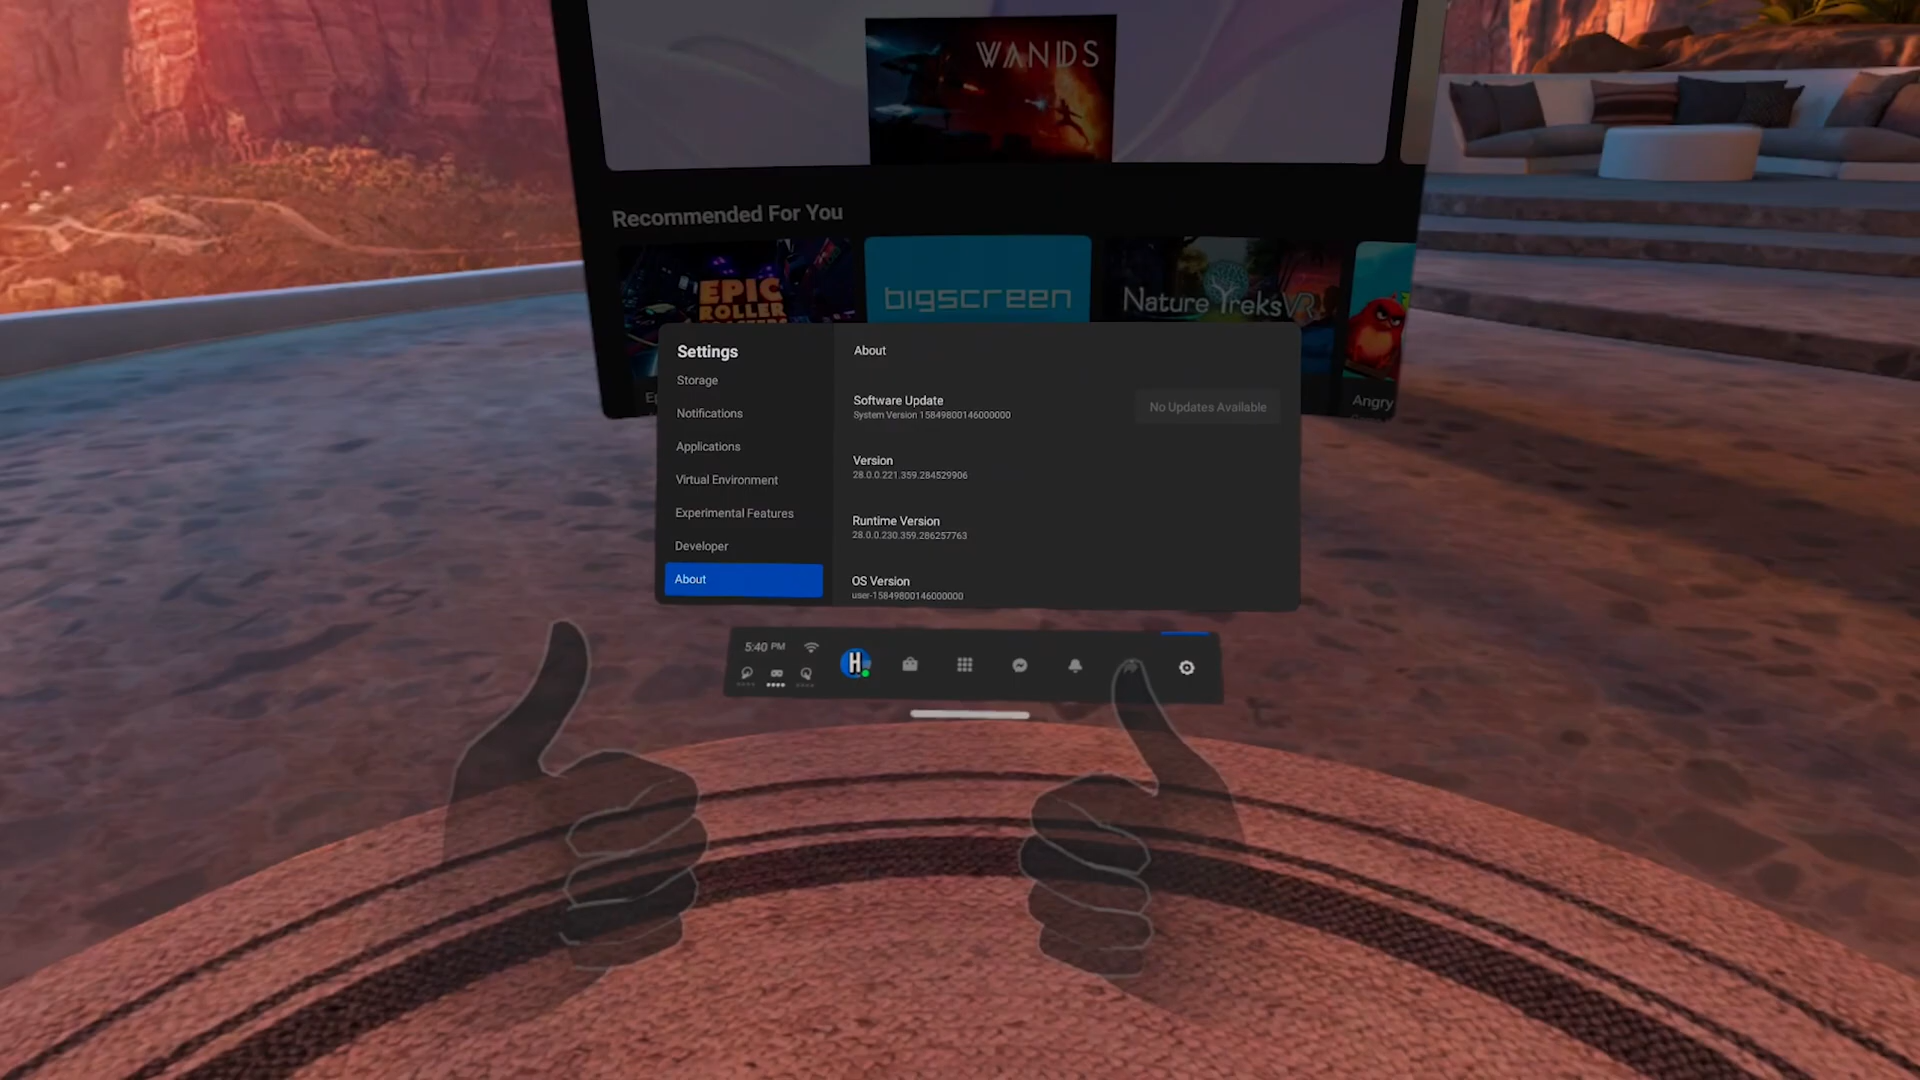 WANDS
Recommended For You
EPIC
ROLLER
COASTERS
bigscreen
Nature Treks VR
Angry
Settings
Storage
Notifications
Applications
Virtual Environment
Experimental Features
Developer
About
About
Software Update
System Version 15849800146000000
No Updates Available
Version
28.0.0.221.359.284529906
Runtime Version
28.0.0.230.359.286257763
OS Version
user-15849800146000000
5:40 PM
H